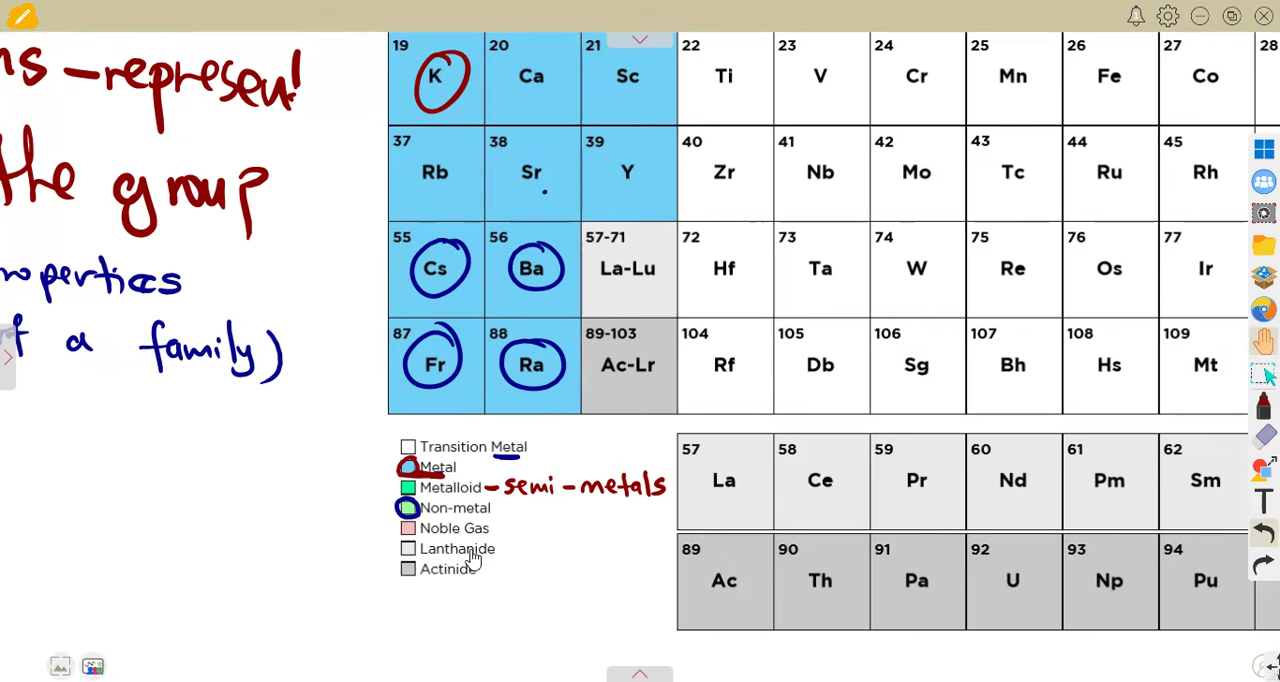 -represent
the group
of a family)
19 20 21 22 23 24 25 26 27 28
K Ca Sc Ti V Cr Mn Fe Co
37 38 39 40 41 42 43 44 45
Rb Sr Y Zr Nb Mo Tc Ru Rh
55 56 57-71 72 73 74 75 76 77
Cs Ba La-Lu Hf Ta W Re Os Ir
87 88 89-103 104 105 106 107 108 109
Fr Ra Ac-Lr Rf Db Sg Bh Hs Mt
Transition Metal
Metal
Metalloid - semi - metals
Non-metal
Noble Gas
Lanthanide
Actinide
57 58 59 60 61 62
La Ce Pr Nd Pm Sm
89 90 91 92 93 94
Ac Th Pa U Np Pu